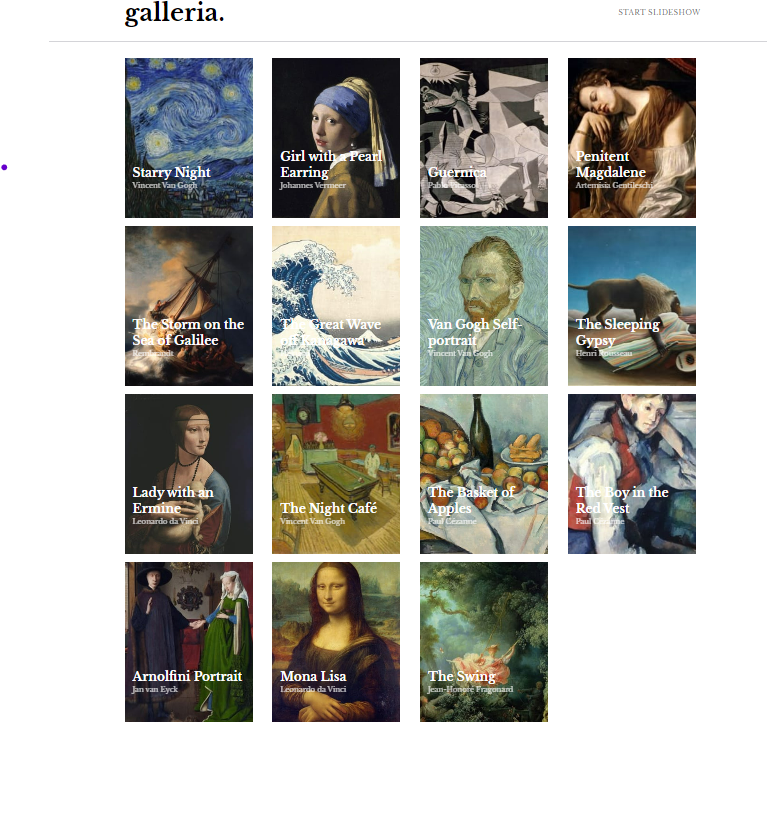 galleria.
START SLIDESHOW
Starry Night
Vincent Van Gogh
Girl with a Pearl
Earring
Johannes Vermeer
Guernica
Pablo Picasso
Penitent
Magdalene
Artemisia Gentileschi
The Storm on the
Sea of Galilee
Rembrandt
The Great Wave
off Kanagawa
Van Gogh Self-
portrait
Vincent Van Gogh
The Sleeping
Gypsy
Henri Rousseau
Lady with an
Ermine
Leonardo da Vinci
The Night Café
Vincent Van Gogh
The Basket of
Apples
Paul Cézanne
The Boy in the
Red Vest
Paul Cézanne
Arnolfini Portrait
Jan van Eyck
Mona Lisa
Leonardo da Vinci
The Swing
Jean-Honoré Fragonard